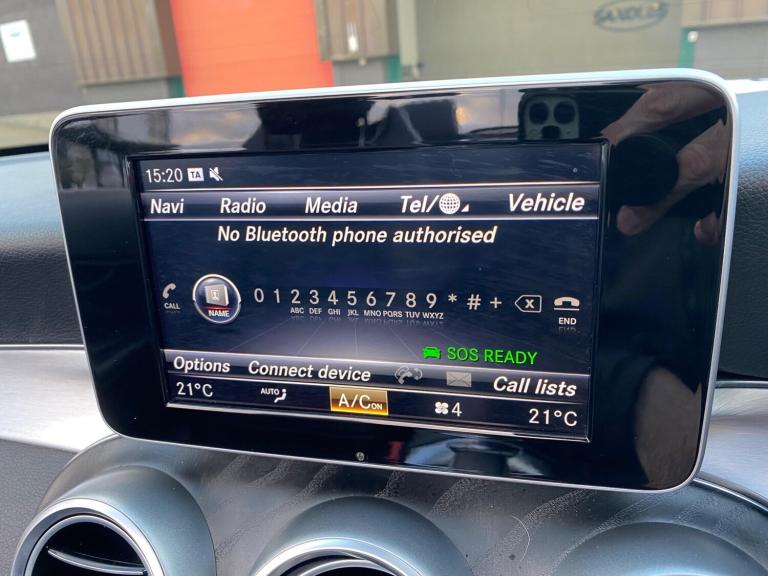 15:20 TA
Navi Radio Media Tel/ Vehicle
No Bluetooth phone authorised
CALL NAME 0 1 2 3 4 5 6 7 8 9 * # + END
ABC DEF GHI JKL MNO PQRS TUV WXYZ
SOS READY
Options Connect device Call lists
21°C AUTO A/C ON 4 21°C